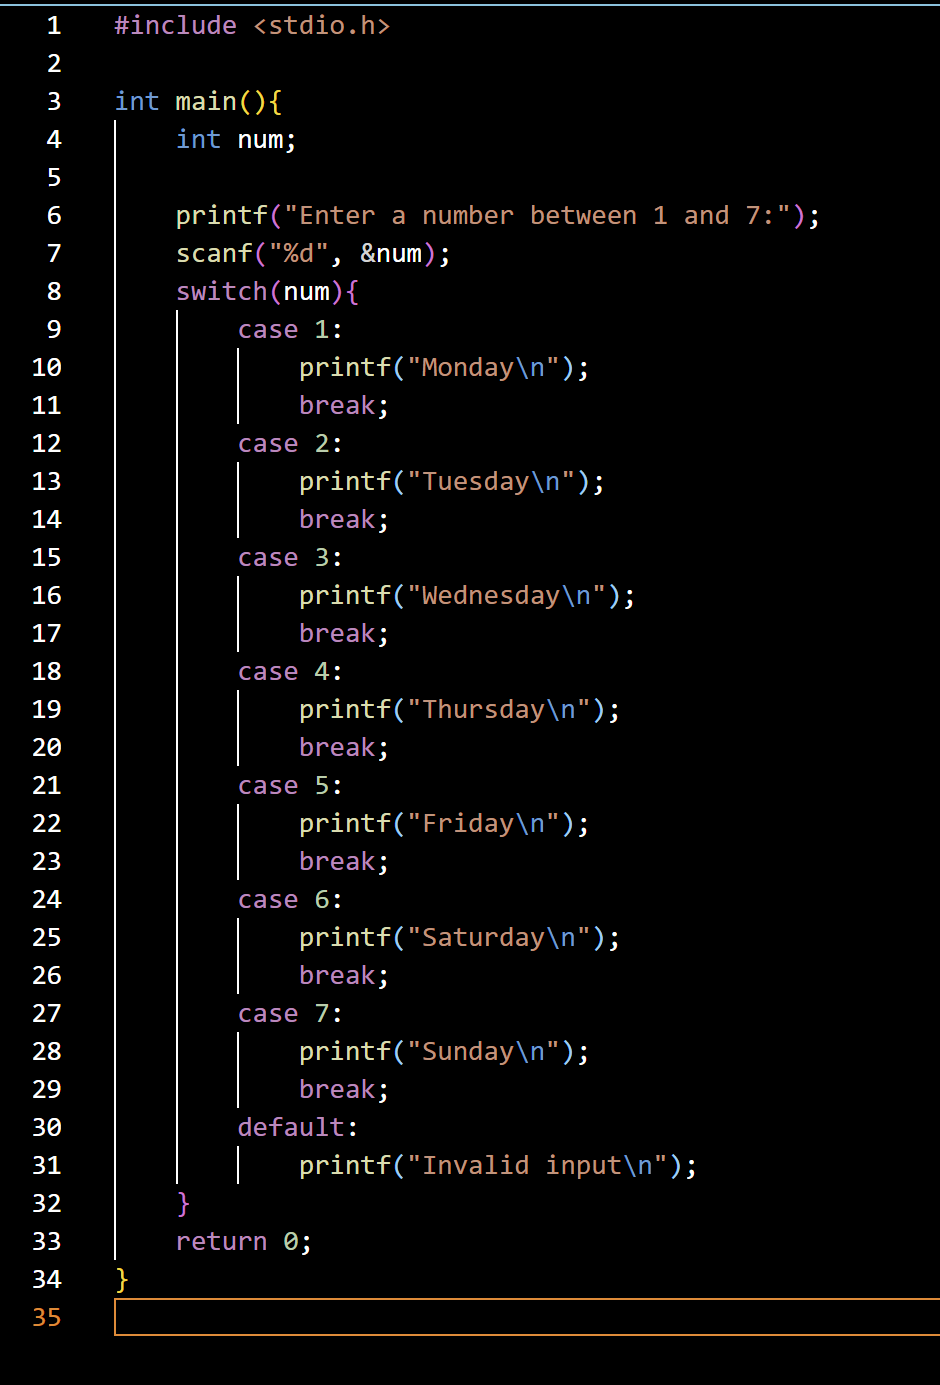 1 #include <stdio.h>
2
3 int main(){
4     int num;
5
6     printf("Enter a number between 1 and 7:");
7     scanf("%d", &num);
8     switch(num){
9         case 1:
10             printf("Monday\n");
11             break;
12         case 2:
13             printf("Tuesday\n");
14             break;
15         case 3:
16             printf("Wednesday\n");
17             break;
18         case 4:
19             printf("Thursday\n");
20             break;
21         case 5:
22             printf("Friday\n");
23             break;
24         case 6:
25             printf("Saturday\n");
26             break;
27         case 7:
28             printf("Sunday\n");
29             break;
30         default:
31             printf("Invalid input\n");
32     }
33     return 0;
34 }
35